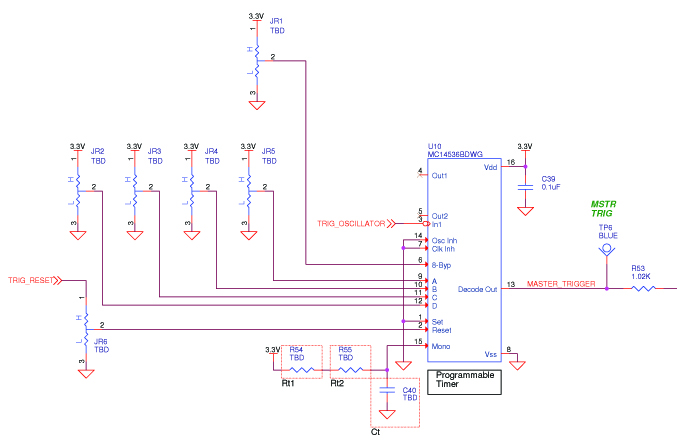 3.3V
JR1
TBD
1
H
2
L
3
3.3V
JR2
TBD
1
H
2
L
3
3.3V
JR3
TBD
1
H
2
L
3
3.3V
JR4
TBD
1
H
2
L
3
3.3V
JR5
TBD
1
H
2
L
3
TRIG_RESET
1
H
2
L
3
JR6
TBD
TRIG_OSCILLATOR
U10
MC14536BDWG
4
Out1
5
Out2
3
In1
14
Osc Inh
7
Clk Inh
6
8-Byp
9
A
10
B
11
C
12
D
1
Set
2
Reset
15
Mono
Vdd
16
Decode Out
13
Vss
8
Programmable
Timer
3.3V
C39
0.1uF
MSTR
TRIG
TP6
BLUE
MASTER_TRIGGER
R53
1.02K
3.3V
R54
TBD
Rt1
R55
TBD
Rt2
C40
TBD
Ct